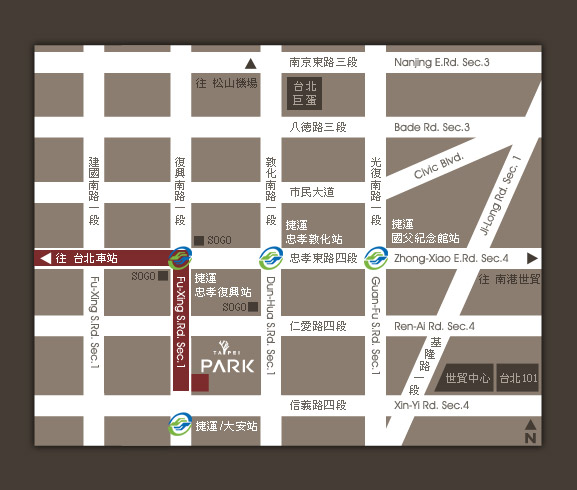 南京東路三段 Nanjing E.Rd. Sec.3
往 松山機場
台北
巨蛋
八德路三段 Bade Rd. Sec.3
建國南路一段
復興南路一段
敦化南路一段
光復南路一段
Civic Blvd.
Ji-Long Rd. Sec. 1
市民大道
捷運
忠孝敦化站
捷運
國父紀念館站
SOGO
往 台北車站
忠孝東路四段 Zhong-Xiao E.Rd. Sec.4
往 南港世貿
SOGO
捷運
忠孝復興站
SOGO
Fu-Xing S.Rd. Sec.1
Fu-Xing S.Rd. Sec.1
Dun-Hua S.Rd. Sec.1
Guan-Fu S.Rd. Sec.1
仁愛路四段 Ren-Ai Rd. Sec.4
基隆路一段
TAIPEI
PARK
世貿中心
台北101
信義路四段 Xin-Yi Rd. Sec.4
捷運/大安站
N